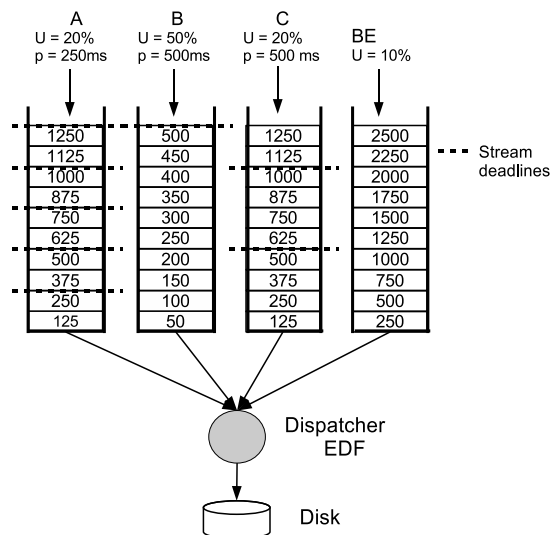 A
U = 20%
p = 250ms
B
U = 50%
p = 500ms
C
U = 20%
p = 500 ms
BE
U = 10%
1250
1125
1000
875
750
625
500
375
250
125
500
450
400
350
300
250
200
150
100
50
1250
1125
1000
875
750
625
500
375
250
125
2500
2250
2000
1750
1500
1250
1000
750
500
250
Stream
deadlines
Dispatcher
EDF
Disk